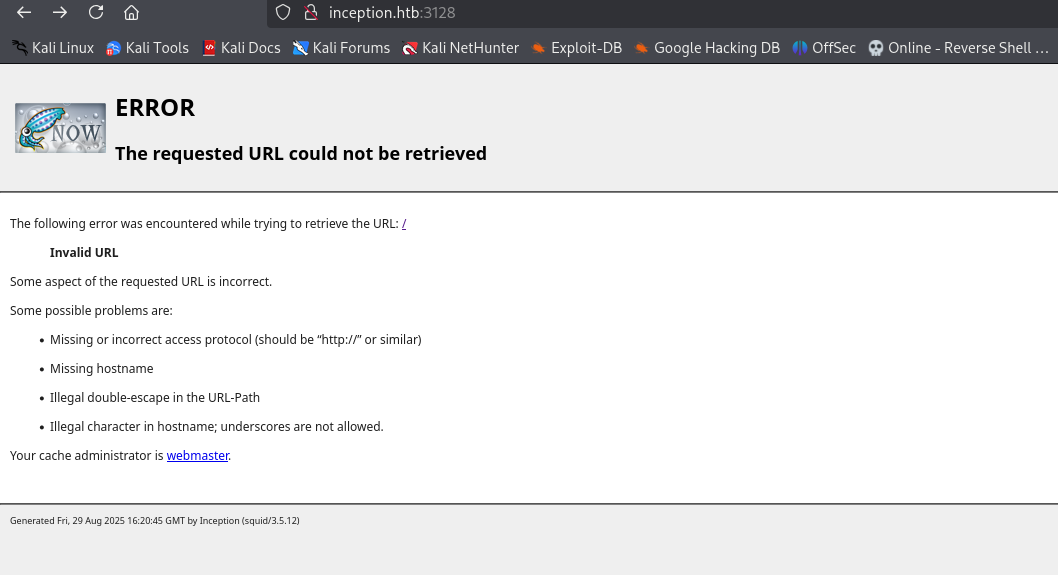 inception.htb:3128
Kali Linux Kali Tools Kali Docs Kali Forums Kali NetHunter Exploit-DB Google Hacking DB OffSec Online - Reverse Shell …
NOW
ERROR
The requested URL could not be retrieved
The following error was encountered while trying to retrieve the URL: /
Invalid URL
Some aspect of the requested URL is incorrect.
Some possible problems are:
• Missing or incorrect access protocol (should be “http://” or similar)
• Missing hostname
• Illegal double-escape in the URL-Path
• Illegal character in hostname; underscores are not allowed.
Your cache administrator is webmaster.
Generated Fri, 29 Aug 2025 16:20:45 GMT by Inception (squid/3.5.12)